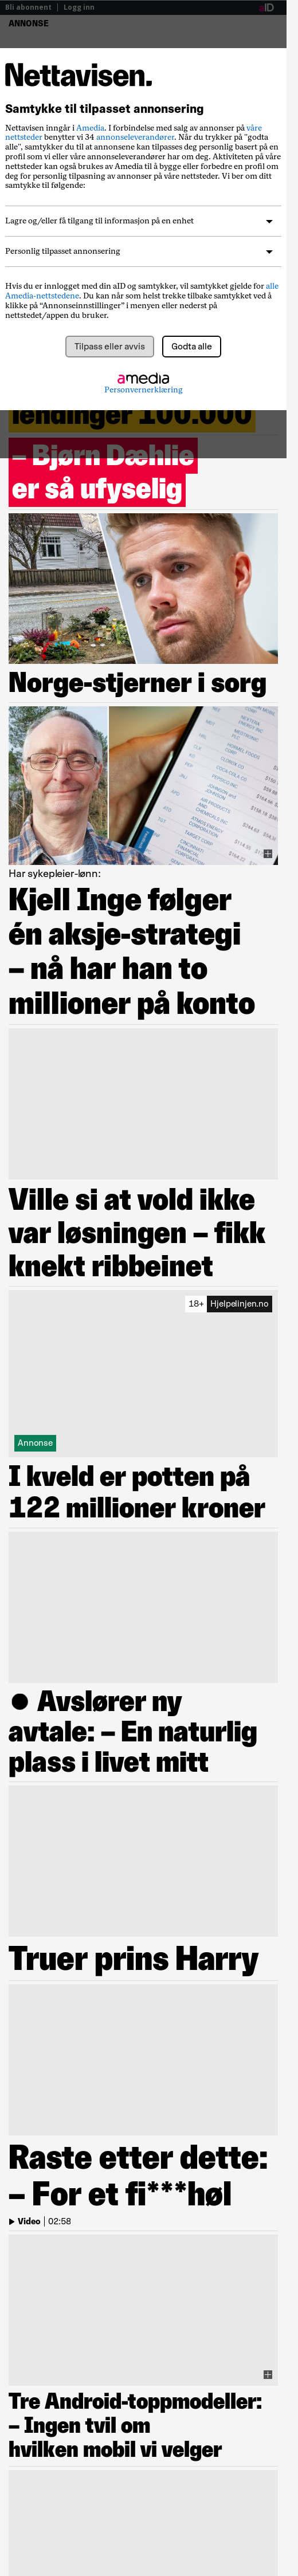 Bli abonnent | Logg inn
aID
ANNONSE
Nettavisen.
Samtykke til tilpasset annonsering
Nettavisen inngår i Amedia. I forbindelse med salg av annonser på våre
nettsteder benytter vi 34 annonseleverandører. Når du trykker på "godta
alle", samtykker du til at annonsene kan tilpasses deg personlig basert på en
profil som vi eller våre annonseleverandører har om deg. Aktiviteten på våre
nettsteder kan også brukes av Amedia til å bygge eller forbedre en profil om
deg for personlig tilpasning av annonser på våre nettsteder. Vi ber om ditt
samtykke til følgende:
Lagre og/eller få tilgang til informasjon på en enhet
Personlig tilpasset annonsering
Hvis du er innlogget med din aID og samtykker, vil samtykket gjelde for alle
Amedia-nettstedene. Du kan når som helst trekke tilbake samtykket ved å
klikke på “Annonseinnstillinger” i menyen eller nederst på
nettstedet/appen du bruker.
Tilpass eller avvis
Godta alle
amedia
Personvernerklæring
lendinger 100.000
– Bjørn Dæhlie
er så ufyselig
Norge-stjerner i sorg
Har sykepleier-lønn:
Kjell Inge følger
én aksje-strategi
– nå har han to
millioner på konto
Ville si at vold ikke
var løsningen – fikk
knekt ribbeinet
18+ Hjelpelinjen.no
Annonse
I kveld er potten på
122 millioner kroner
● Avslører ny
avtale: – En naturlig
plass i livet mitt
Truer prins Harry
Raste etter dette:
– For et fi***høl
Video | 02:58
Tre Android-toppmodeller:
– Ingen tvil om
hvilken mobil vi velger